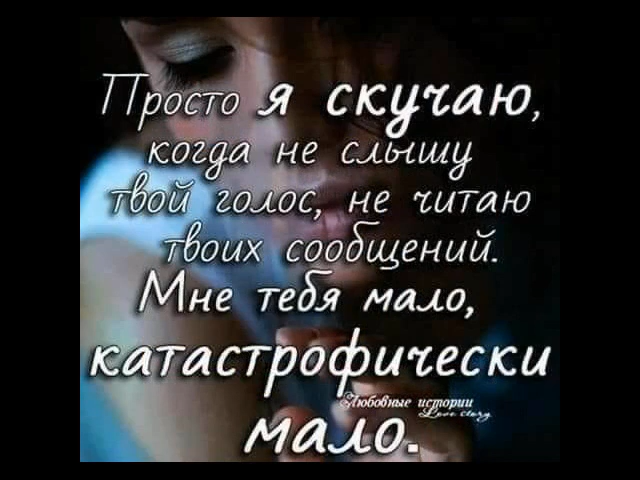 Просто я скучаю,
когда не слышу
твой голос, не читаю
твоих сообщений.
Мне тебя мало,
катастрофически
Любовные истории
Love story
мало.